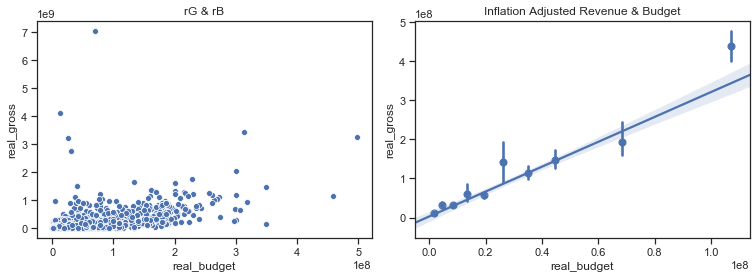 rG & rB
1e9
7
6
5
4
3
2
1
0
real_gross
0 1 2 3 4 5
1e8
real_budget
Inflation Adjusted Revenue & Budget
1e8
5
4
3
2
1
0
real_gross
0.0 0.2 0.4 0.6 0.8 1.0
1e8
real_budget